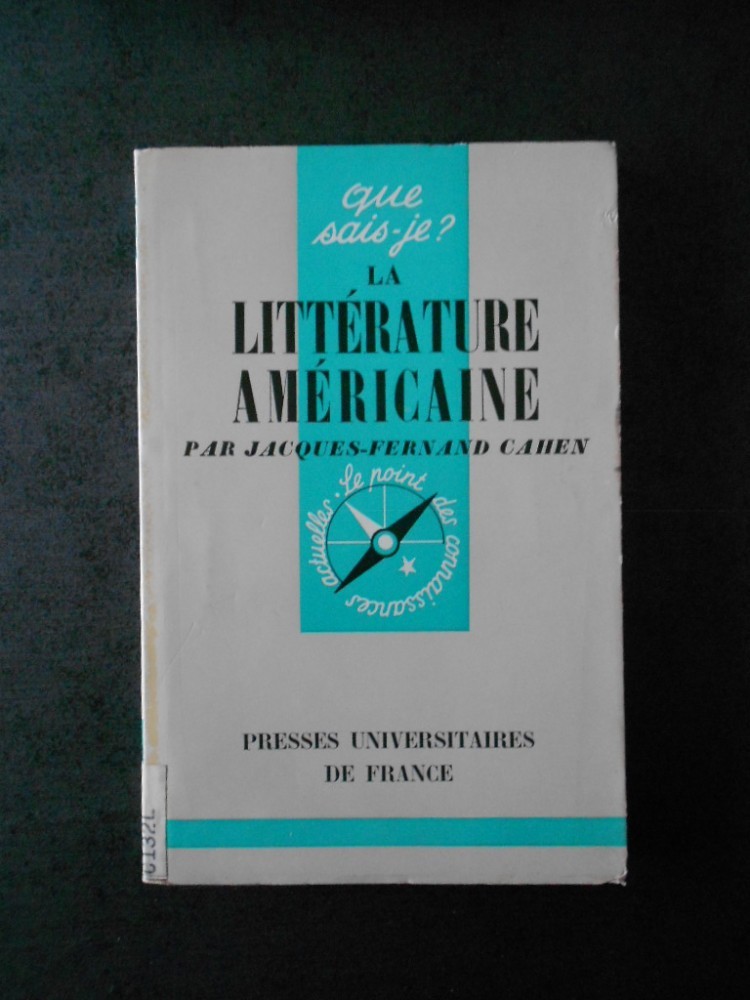 que
sais-je?
LA
LITTÉRATURE
AMÉRICAINE
PAR JACQUES-FERNAND CAHEN
Le point des connaissances actuelles ·
PRESSES UNIVERSITAIRES
DE FRANCE